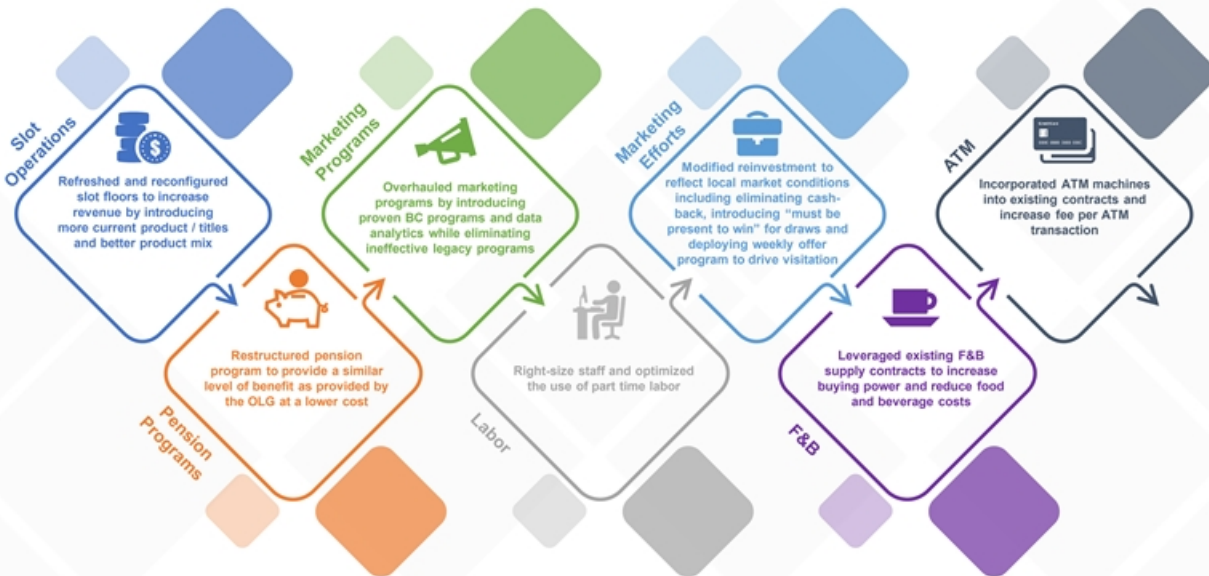 Slot
Operations
Refreshed and reconfigured
slot floors to increase
revenue by introducing
more current product / titles
and better product mix
Pension
Programs
Restructured pension
program to provide a similar
level of benefit as provided by
the OLG at a lower cost
Marketing
Programs
Overhauled marketing
programs by introducing
proven BC programs and data
analytics while eliminating
ineffective legacy programs
Labor
Right-size staff and optimized
the use of part time labor
Marketing
Efforts
Modified reinvestment to
reflect local market conditions
including eliminating cash-
back, introducing “must be
present to win” for draws and
deploying weekly offer
program to drive visitation
F&B
Leveraged existing F&B
supply contracts to increase
buying power and reduce food
and beverage costs
ATM
Incorporated ATM machines
into existing contracts and
increase fee per ATM
transaction